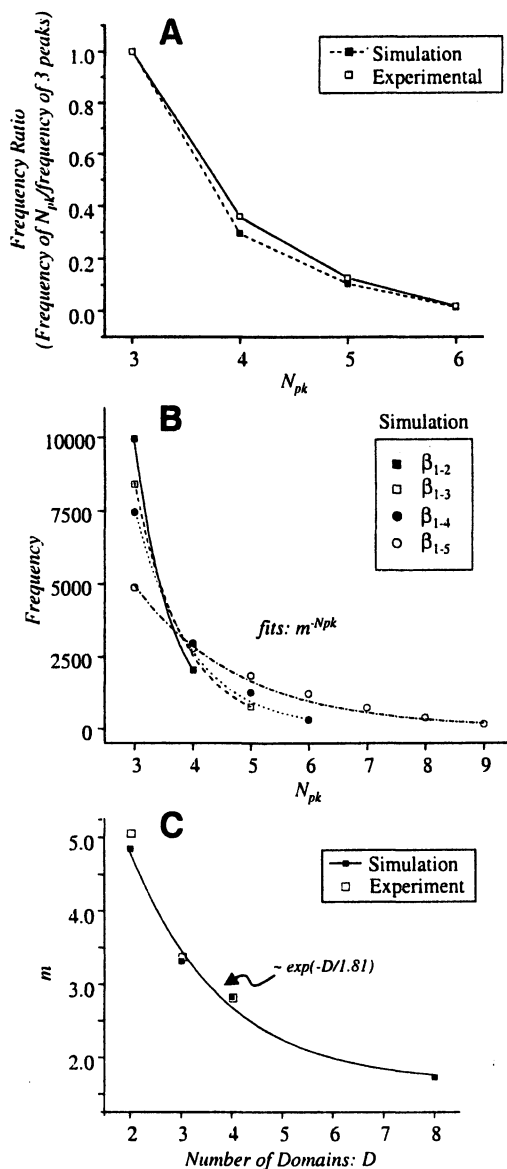 A
Simulation
Experimental
Frequency Ratio
(Frequency of N_pk/frequency of 3 peaks)
1.0
0.8
0.6
0.4
0.2
0.0
3 4 5 6
N_pk
B
Simulation
β1-2
β1-3
β1-4
β1-5
Frequency
10000
7500
5000
2500
0
fits: m^-Npk
3 4 5 6 7 8 9
N_pk
C
Simulation
Experiment
m
5.0
4.0
3.0
2.0
~ exp(-D/1.81)
2 3 4 5 6 7 8
Number of Domains: D